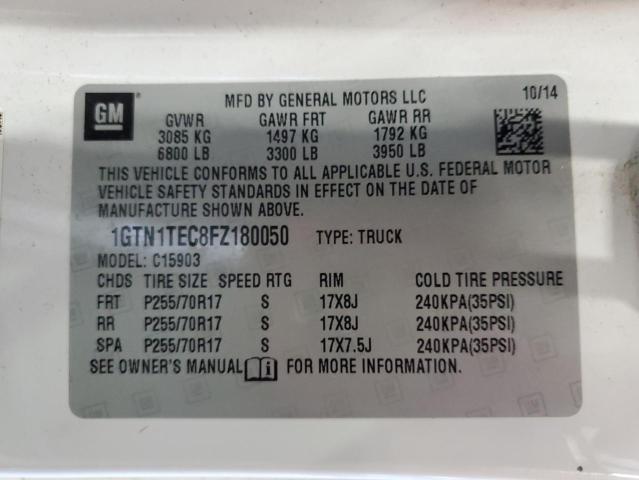 GM
MFD BY GENERAL MOTORS LLC 10/14
GVWR GAWR FRT GAWR RR
3085 KG 1497 KG 1792 KG
6800 LB 3300 LB 3950 LB
THIS VEHICLE CONFORMS TO ALL APPLICABLE U.S. FEDERAL MOTOR
VEHICLE SAFETY STANDARDS IN EFFECT ON THE DATE OF
MANUFACTURE SHOWN ABOVE.
1GTN1TEC8FZ180050 TYPE: TRUCK
MODEL: C15903
CHDS TIRE SIZE SPEED RTG RIM COLD TIRE PRESSURE
FRT P255/70R17 S 17X8J 240KPA(35PSI)
RR P255/70R17 S 17X8J 240KPA(35PSI)
SPA P255/70R17 S 17X7.5J 240KPA(35PSI)
SEE OWNER'S MANUAL FOR MORE INFORMATION.